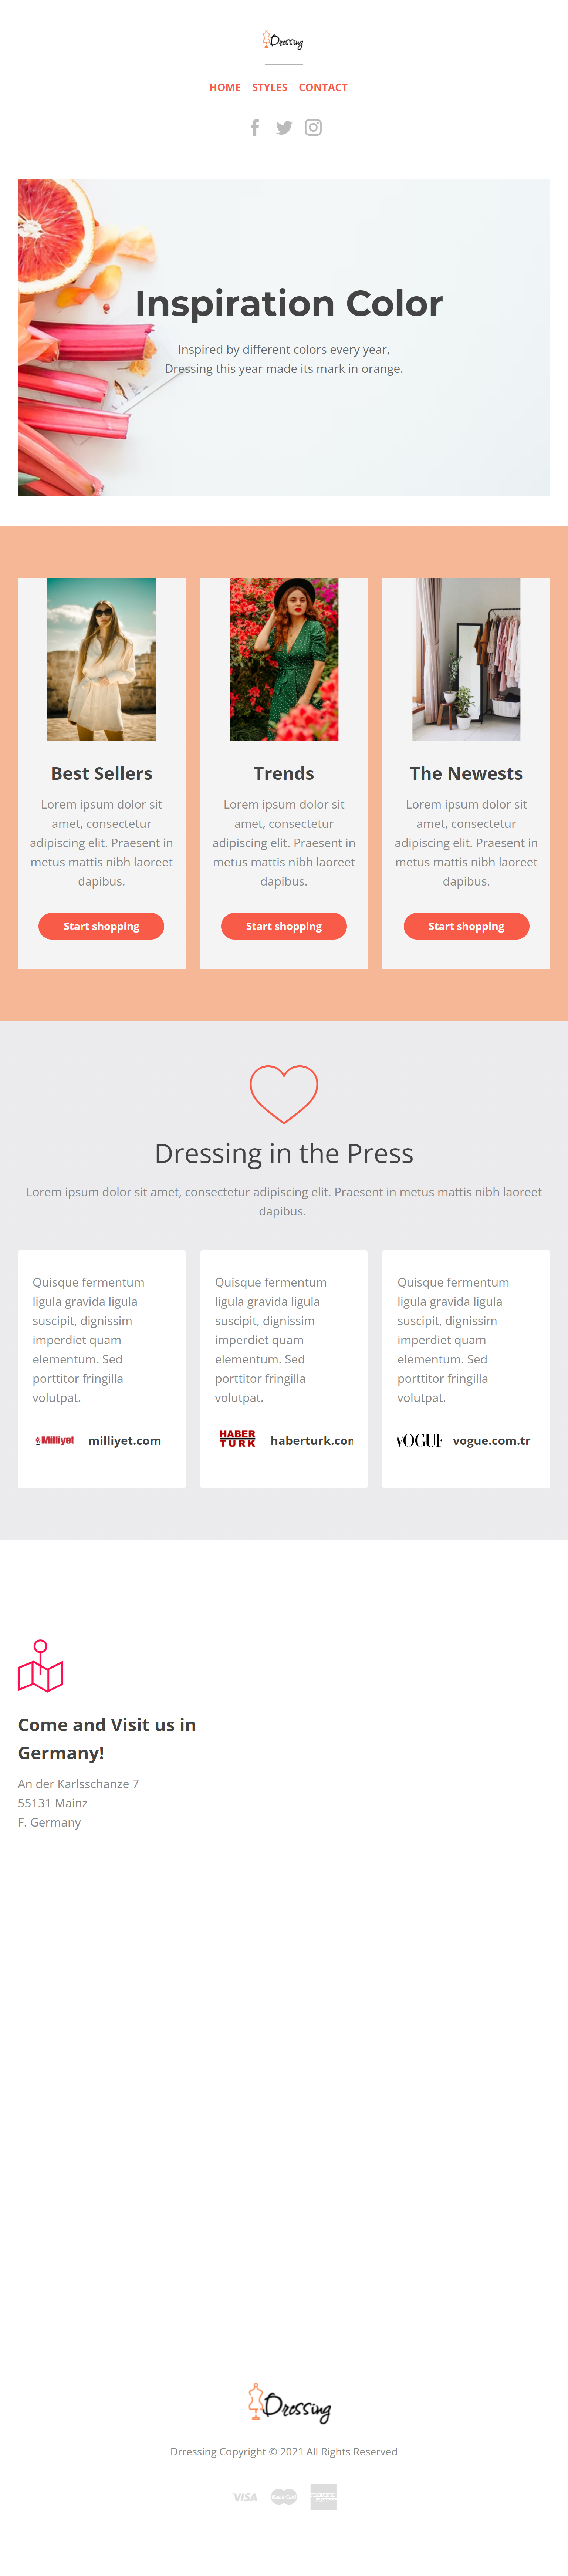 Dressing
HOME STYLES CONTACT
Inspiration Color
Inspired by different colors every year,
Dressing this year made its mark in orange.
Best Sellers
Lorem ipsum dolor sit
amet, consectetur
adipiscing elit. Praesent in
metus mattis nibh laoreet
dapibus.
Start shopping
Trends
Lorem ipsum dolor sit
amet, consectetur
adipiscing elit. Praesent in
metus mattis nibh laoreet
dapibus.
Start shopping
The Newests
Lorem ipsum dolor sit
amet, consectetur
adipiscing elit. Praesent in
metus mattis nibh laoreet
dapibus.
Start shopping
Dressing in the Press
Lorem ipsum dolor sit amet, consectetur adipiscing elit. Praesent in metus mattis nibh laoreet
dapibus.
Quisque fermentum
ligula gravida ligula
suscipit, dignissim
imperdiet quam
elementum. Sed
porttitor fringilla
volutpat.
Milliyet milliyet.com
Quisque fermentum
ligula gravida ligula
suscipit, dignissim
imperdiet quam
elementum. Sed
porttitor fringilla
volutpat.
HABER
TURK haberturk.com
Quisque fermentum
ligula gravida ligula
suscipit, dignissim
imperdiet quam
elementum. Sed
porttitor fringilla
volutpat.
VOGUE vogue.com.tr
Come and Visit us in
Germany!
An der Karlsschanze 7
55131 Mainz
F. Germany
Dressing
Drressing Copyright © 2021 All Rights Reserved
VISA MasterCard